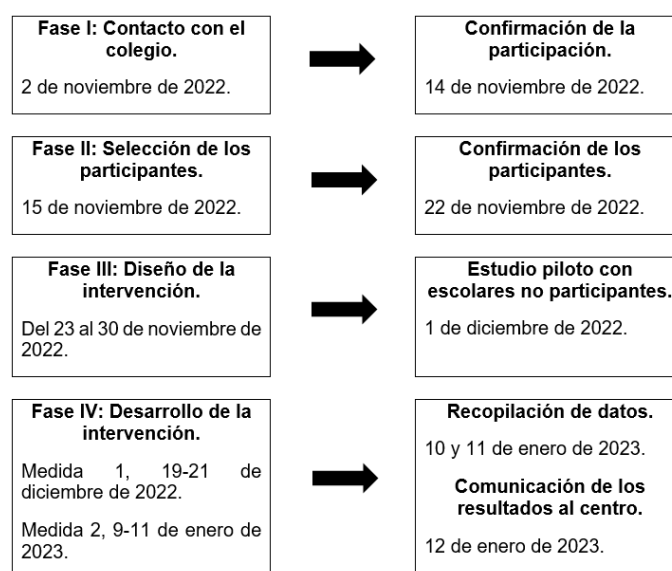 Fase I: Contacto con el
colegio.
2 de noviembre de 2022.
Confirmación de la
participación.
14 de noviembre de 2022.
Fase II: Selección de los
participantes.
15 de noviembre de 2022.
Confirmación de los
participantes.
22 de noviembre de 2022.
Fase III: Diseño de la
intervención.
Del 23 al 30 de noviembre de
2022.
Estudio piloto con
escolares no participantes.
1 de diciembre de 2022.
Fase IV: Desarrollo de la
intervención.
Medida 1, 19-21 de
diciembre de 2022.
Medida 2, 9-11 de enero de
2023.
Recopilación de datos.
10 y 11 de enero de 2023.
Comunicación de los
resultados al centro.
12 de enero de 2023.